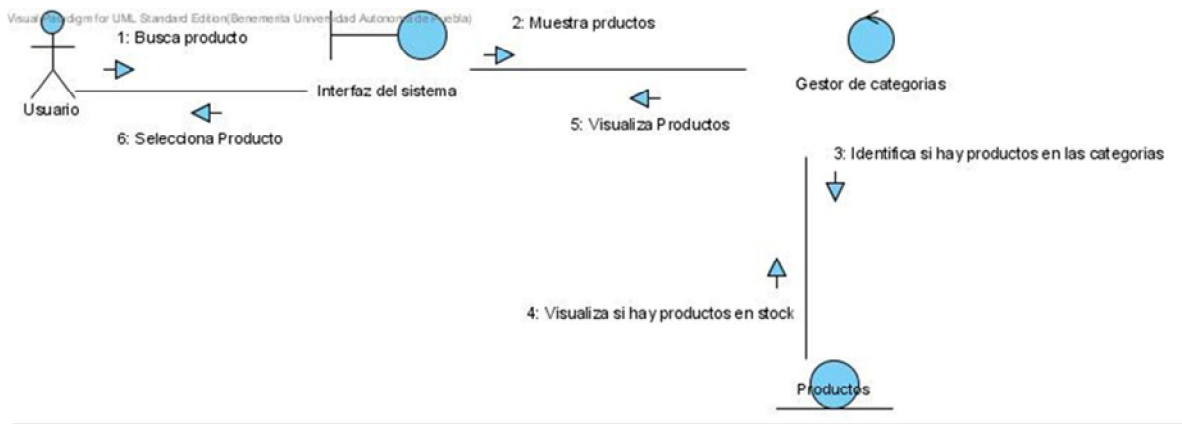 Visual Paradigm for UML Standard Edition(Benemerita Universidad Autonoma de Puebla)
1: Busca producto
2: Muestra prductos
Interfaz del sistema
Gestor de categorias
Usuario
5: Visualiza Productos
6: Selecciona Producto
3: Identifica si hay productos en las categorias
4: Visualiza si hay productos en stock
Productos